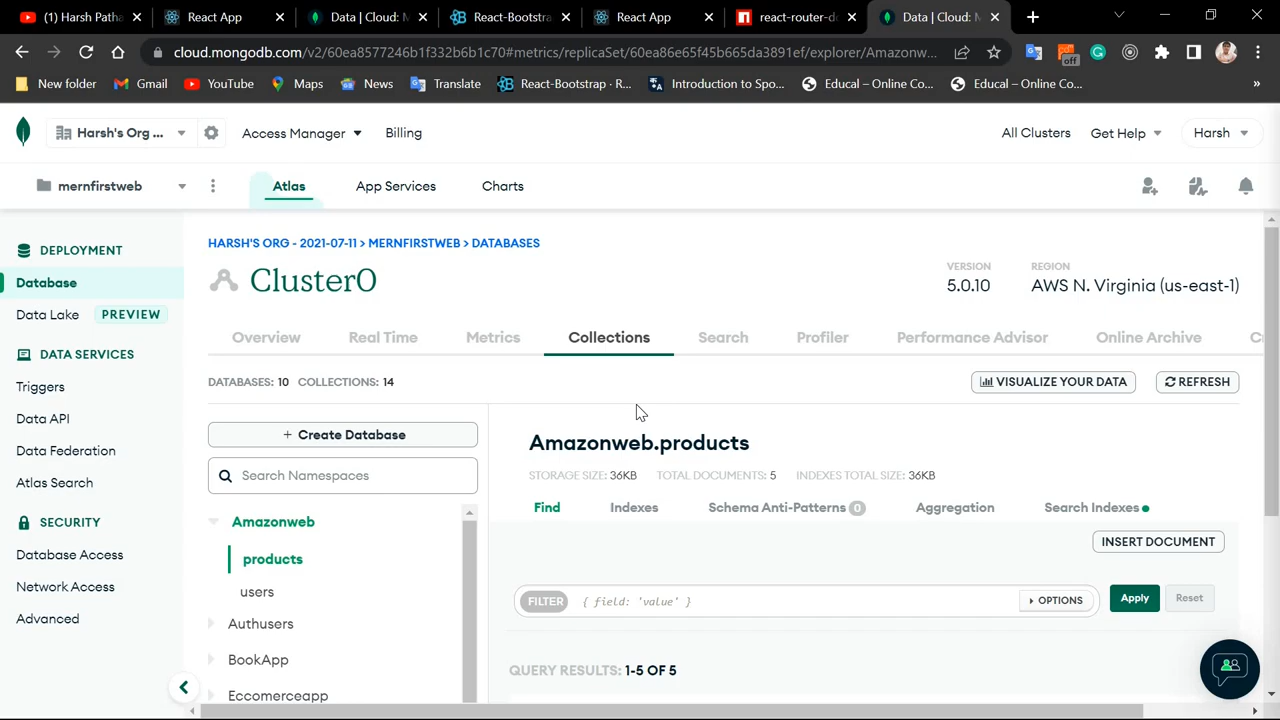 (1) Harsh Patha
React App
Data | Cloud: M
React-Bootstra
React App
react-router-do
Data | Cloud: M
cloud.mongodb.com/v2/60ea8577246b1f332b6b1c70#metrics/replicaSet/60ea86e65f45b665da3891ef/explorer/Amazonw...
off
New folder
Gmail
YouTube
Maps
News
Translate
React-Bootstrap · R...
Introduction to Spo...
Educal – Online Co...
Educal – Online Co...
»
Harsh's Org ...
Access Manager
Billing
All Clusters
Get Help
Harsh
mernfirstweb
Atlas
App Services
Charts
DEPLOYMENT
Database
Data Lake PREVIEW
DATA SERVICES
Triggers
Data API
Data Federation
Atlas Search
SECURITY
Database Access
Network Access
Advanced
HARSH'S ORG - 2021-07-11 > MERNFIRSTWEB > DATABASES
Cluster0
VERSION
5.0.10
REGION
AWS N. Virginia (us-east-1)
Overview
Real Time
Metrics
Collections
Search
Profiler
Performance Advisor
Online Archive
DATABASES: 10 COLLECTIONS: 14
VISUALIZE YOUR DATA
REFRESH
+ Create Database
Search Namespaces
Amazonweb
products
users
Authusers
BookApp
Eccomerceapp
Amazonweb.products
STORAGE SIZE: 36KB TOTAL DOCUMENTS: 5 INDEXES TOTAL SIZE: 36KB
Find
Indexes
Schema Anti-Patterns 0
Aggregation
Search Indexes
INSERT DOCUMENT
FILTER { field: 'value' }
OPTIONS
Apply
Reset
QUERY RESULTS: 1-5 OF 5